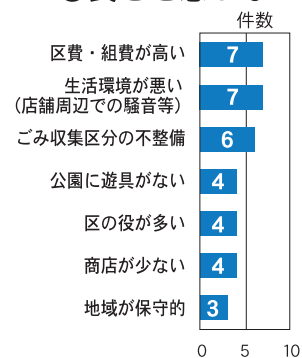 件数
区費・組費が高い 7
生活環境が悪い
(店舗周辺での騒音等) 7
ごみ収集区分の不整備 6
公園に遊具がない 4
区の役が多い 4
商店が少ない 4
地域が保守的 3
0 5 10